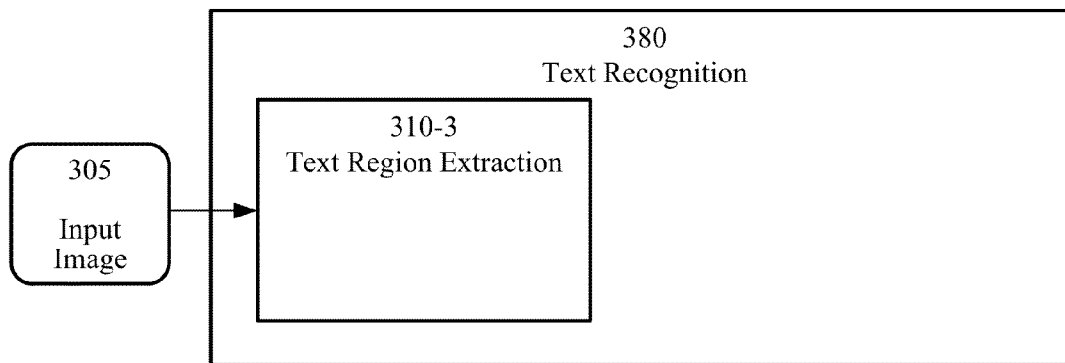 380
Text Recognition
310-3
Text Region Extraction
305
Input
Image